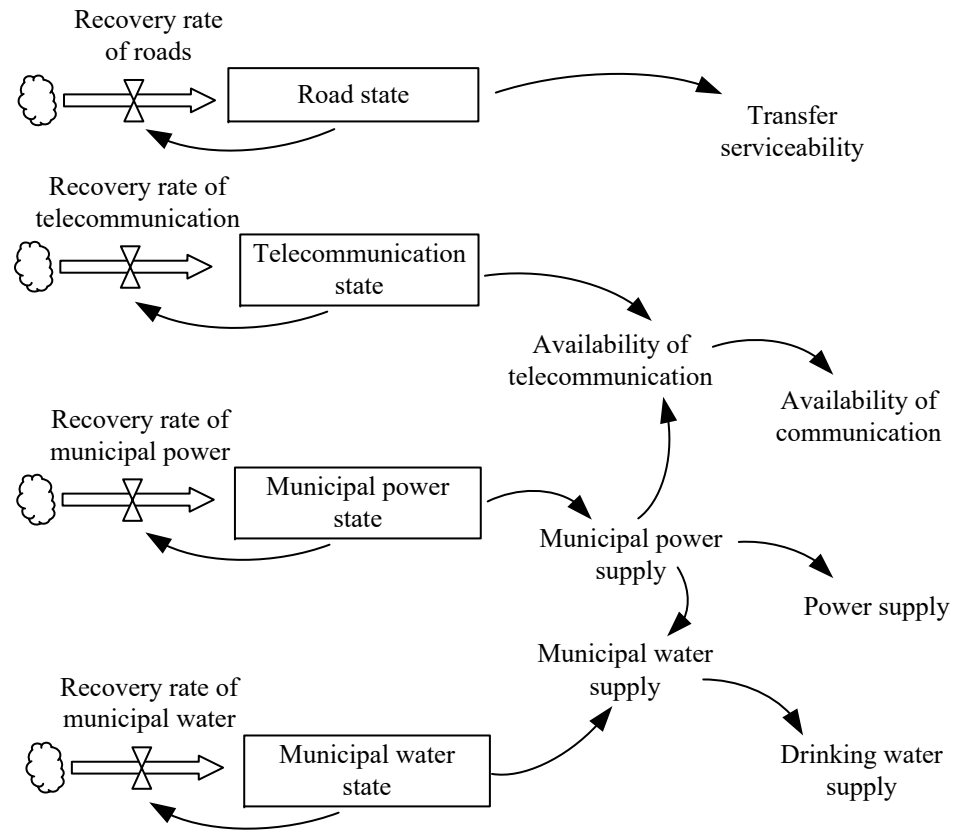 Recovery rate
of roads
Road state
Transfer
serviceability
Recovery rate of
telecommunication
Telecommunication
state
Availability of
telecommunication
Availability of
communication
Recovery rate of
municipal power
Municipal power
state
Municipal power
supply
Power supply
Municipal water
supply
Recovery rate of
municipal water
Municipal water
state
Drinking water
supply